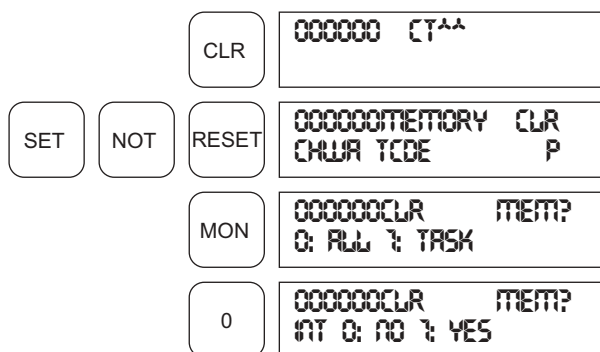 CLR
000000 CT**
SET NOT RESET
000000MEMORY CLR
CHWA TCDE P
MON
000000CLR MEM?
0: ALL 1: TASK
0
000000CLR MEM?
INT 0: NO 1: YES